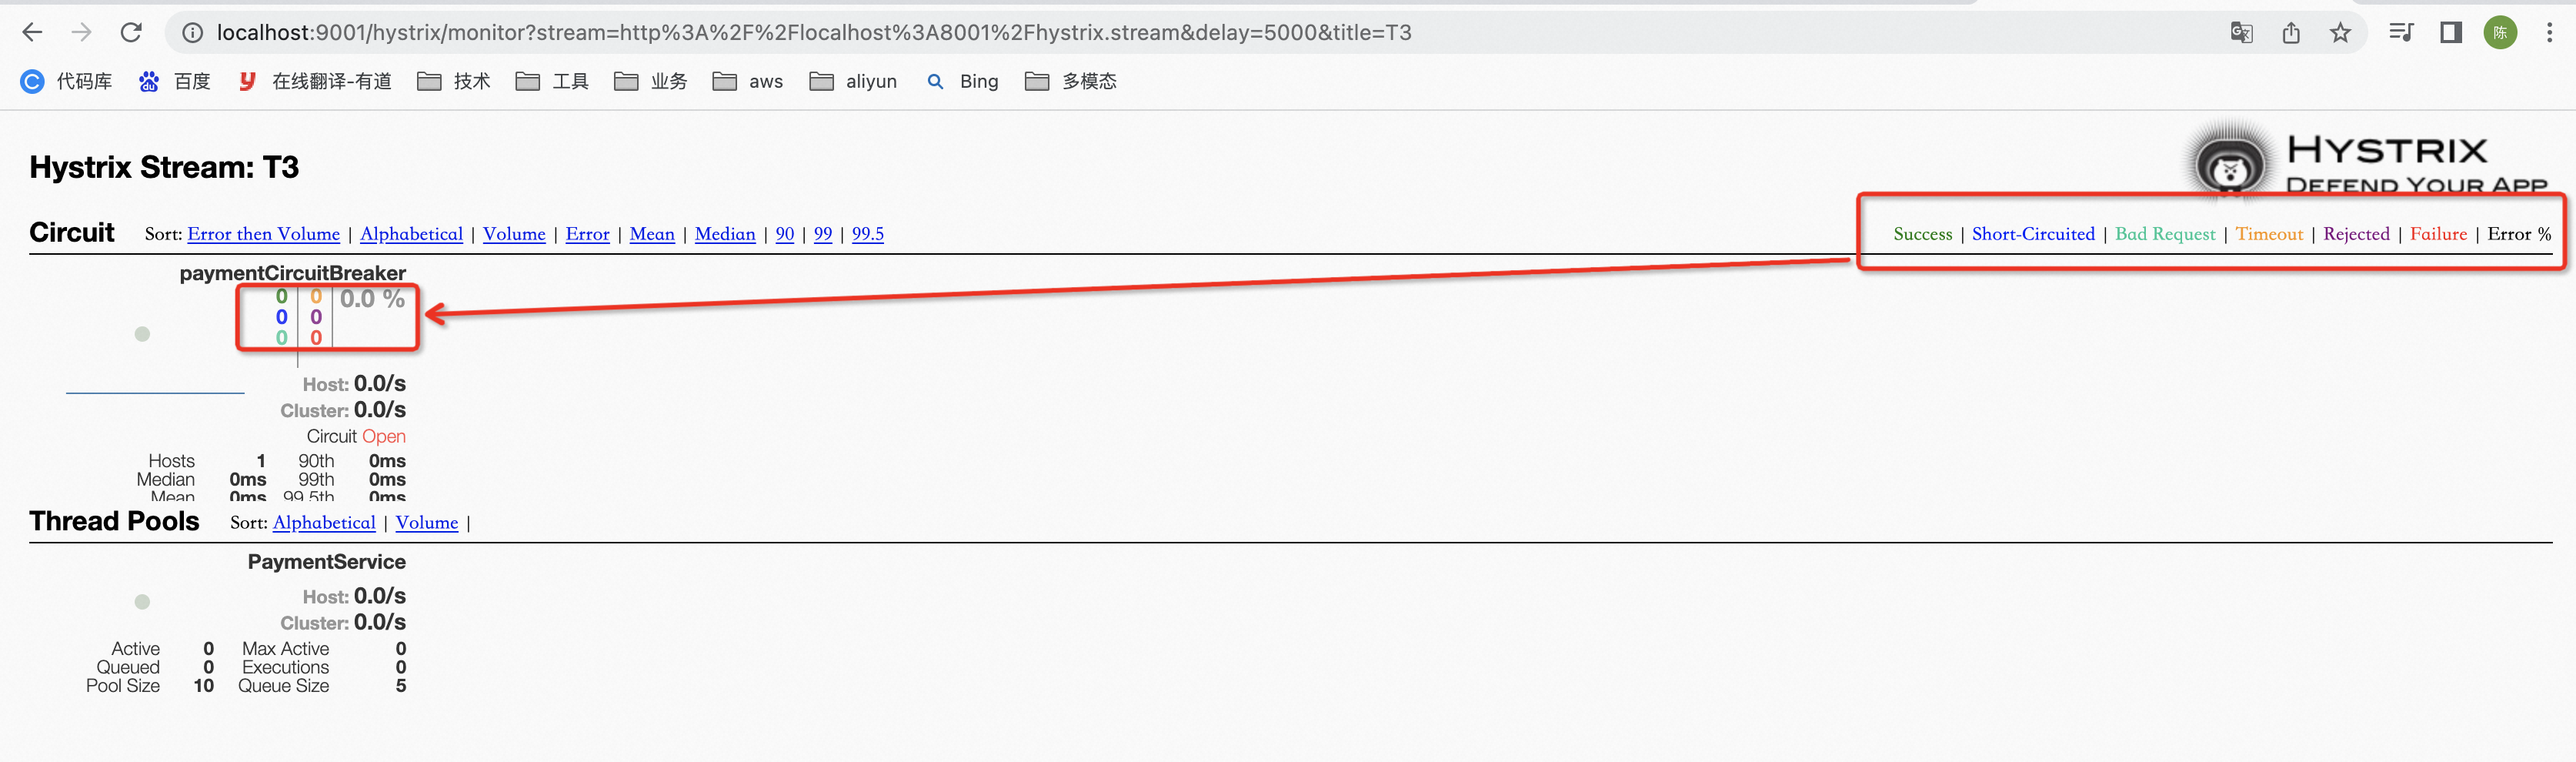 localhost:9001/hystrix/monitor?stream=http%3A%2F%2Flocalhost%3A8001%2Fhystrix.stream&delay=5000&title=T3
陈
代码库 百度 在线翻译-有道 技术 工具 业务 aws aliyun Bing 多模态
HYSTRIX
DEFEND YOUR APP
Hystrix Stream: T3
Circuit Sort: Error then Volume | Alphabetical | Volume | Error | Mean | Median | 90 | 99 | 99.5
Success | Short-Circuited | Bad Request | Timeout | Rejected | Failure | Error %
paymentCircuitBreaker
0 0 0.0 %
0 0
0 0
Host: 0.0/s
Cluster: 0.0/s
Circuit Open
Hosts 1 90th 0ms
Median 0ms 99th 0ms
Mean 0ms 99.5th 0ms
Thread Pools Sort: Alphabetical | Volume |
PaymentService
Host: 0.0/s
Cluster: 0.0/s
Active 0 Max Active 0
Queued 0 Executions 0
Pool Size 10 Queue Size 5